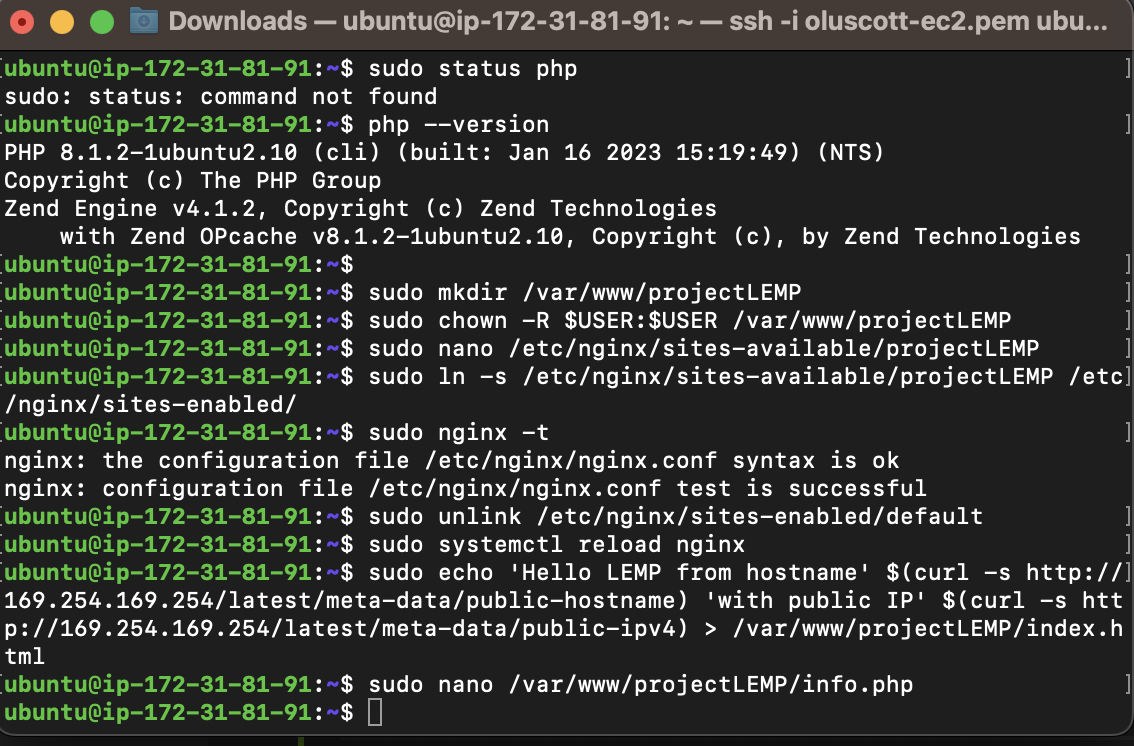 Downloads — ubuntu@ip-172-31-81-91: ~ — ssh -i oluscott-ec2.pem ubu...
[ubuntu@ip-172-31-81-91:~$ sudo status php ]
sudo: status: command not found
[ubuntu@ip-172-31-81-91:~$ php --version ]
PHP 8.1.2-1ubuntu2.10 (cli) (built: Jan 16 2023 15:19:49) (NTS)
Copyright (c) The PHP Group
Zend Engine v4.1.2, Copyright (c) Zend Technologies
    with Zend OPcache v8.1.2-1ubuntu2.10, Copyright (c), by Zend Technologies
[ubuntu@ip-172-31-81-91:~$ ]
[ubuntu@ip-172-31-81-91:~$ sudo mkdir /var/www/projectLEMP ]
[ubuntu@ip-172-31-81-91:~$ sudo chown -R $USER:$USER /var/www/projectLEMP ]
[ubuntu@ip-172-31-81-91:~$ sudo nano /etc/nginx/sites-available/projectLEMP ]
[ubuntu@ip-172-31-81-91:~$ sudo ln -s /etc/nginx/sites-available/projectLEMP /etc]
/nginx/sites-enabled/
[ubuntu@ip-172-31-81-91:~$ sudo nginx -t ]
nginx: the configuration file /etc/nginx/nginx.conf syntax is ok
nginx: configuration file /etc/nginx/nginx.conf test is successful
[ubuntu@ip-172-31-81-91:~$ sudo unlink /etc/nginx/sites-enabled/default ]
[ubuntu@ip-172-31-81-91:~$ sudo systemctl reload nginx ]
[ubuntu@ip-172-31-81-91:~$ sudo echo 'Hello LEMP from hostname' $(curl -s http://]
169.254.169.254/latest/meta-data/public-hostname) 'with public IP' $(curl -s htt
p://169.254.169.254/latest/meta-data/public-ipv4) > /var/www/projectLEMP/index.h
tml
[ubuntu@ip-172-31-81-91:~$ sudo nano /var/www/projectLEMP/info.php ]
ubuntu@ip-172-31-81-91:~$